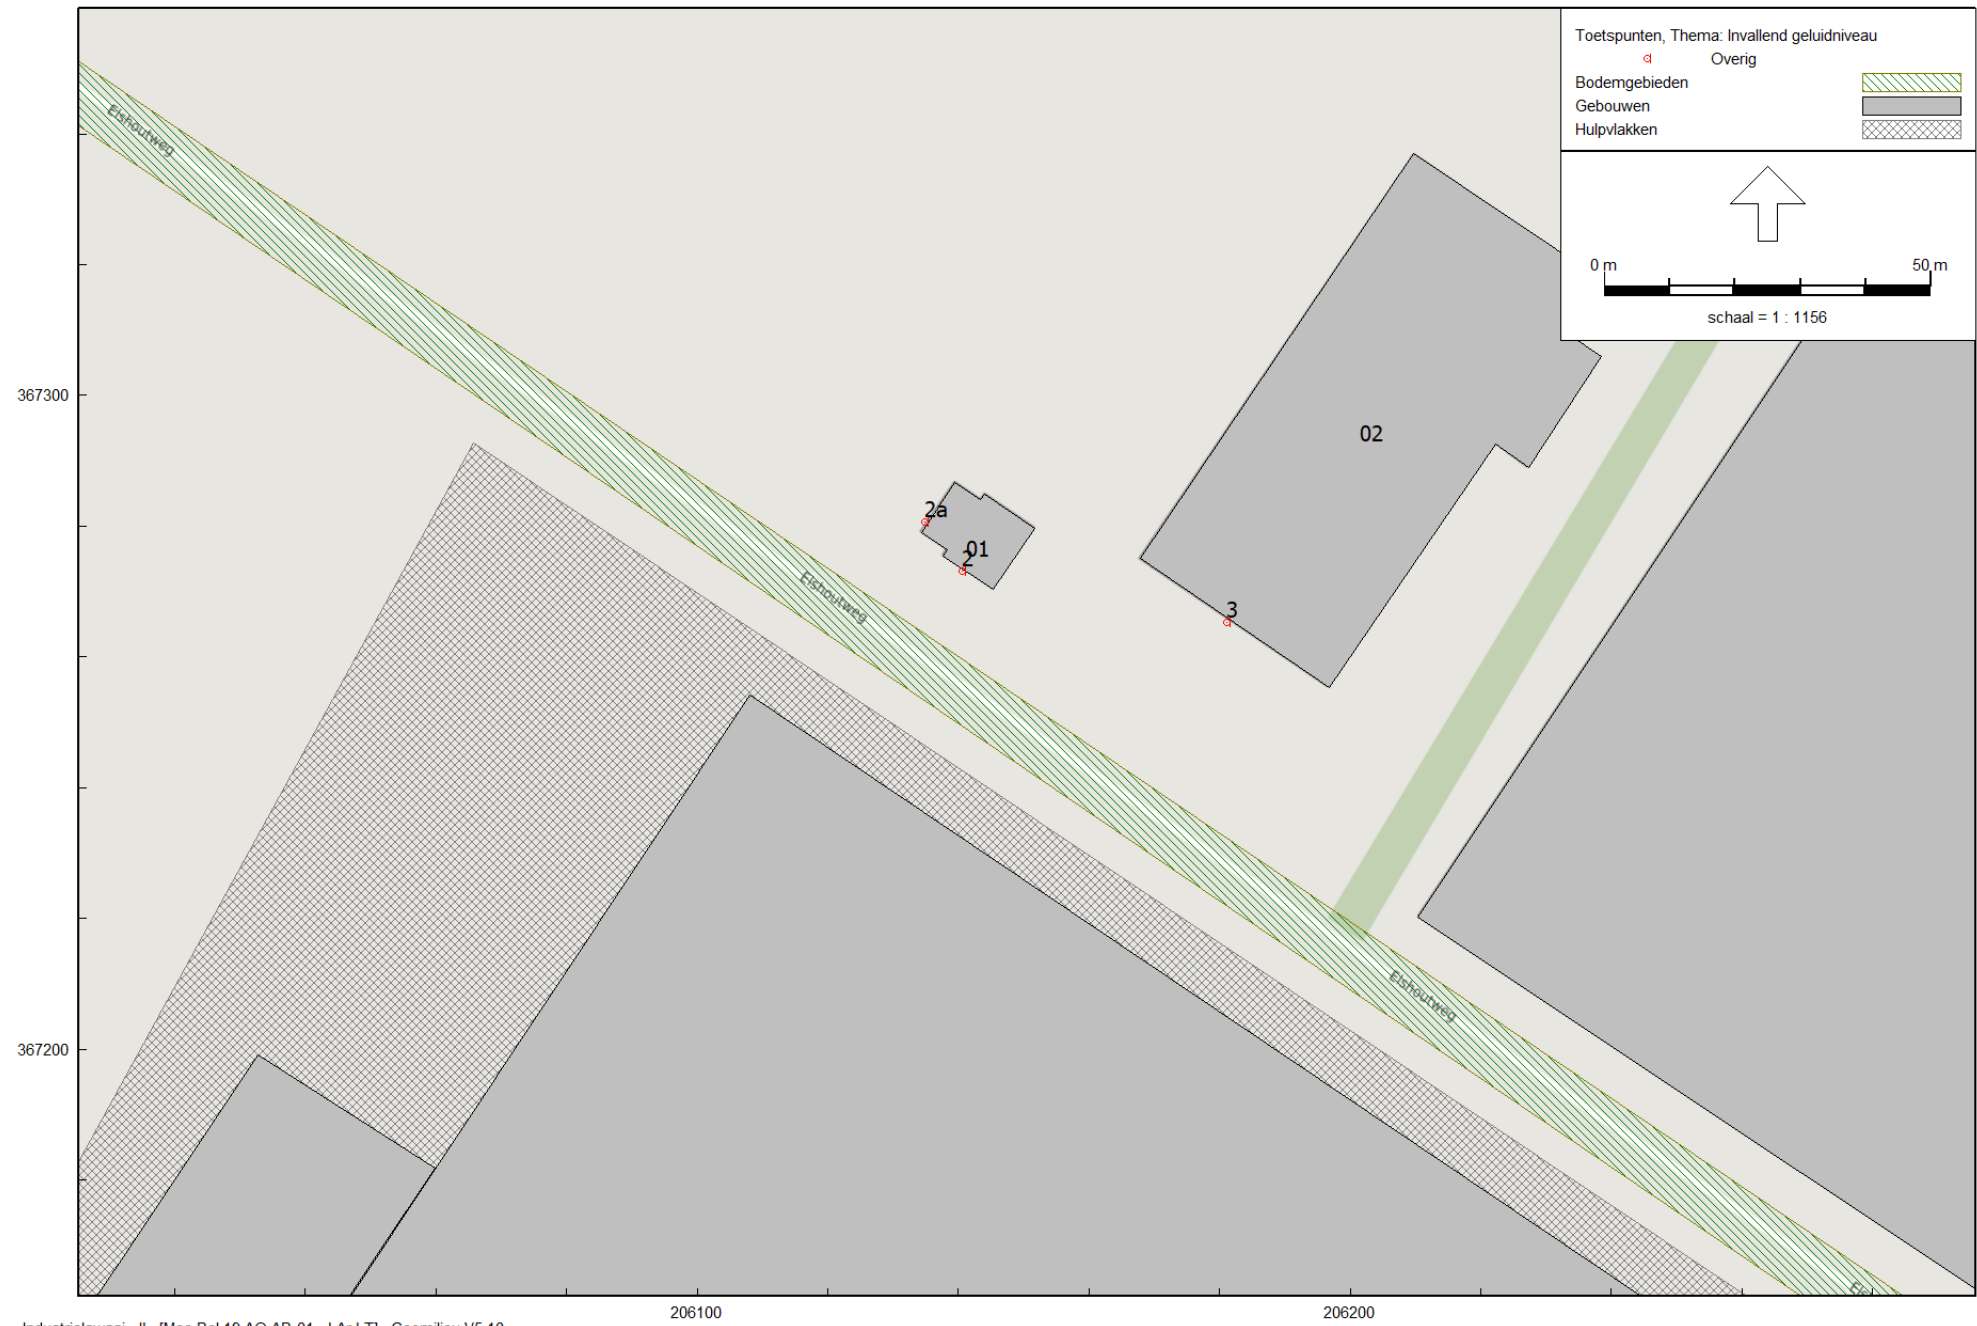 Toetspunten, Thema: Invallend geluidniveau
Overig
Bodemgebieden
Gebouwen
Hulpvlakken
0 m
50 m
schaal = 1 : 1156
Elshoutweg
367300
02
2a
01
2
Elshoutweg
3
Elshoutweg
367200
206100
206200